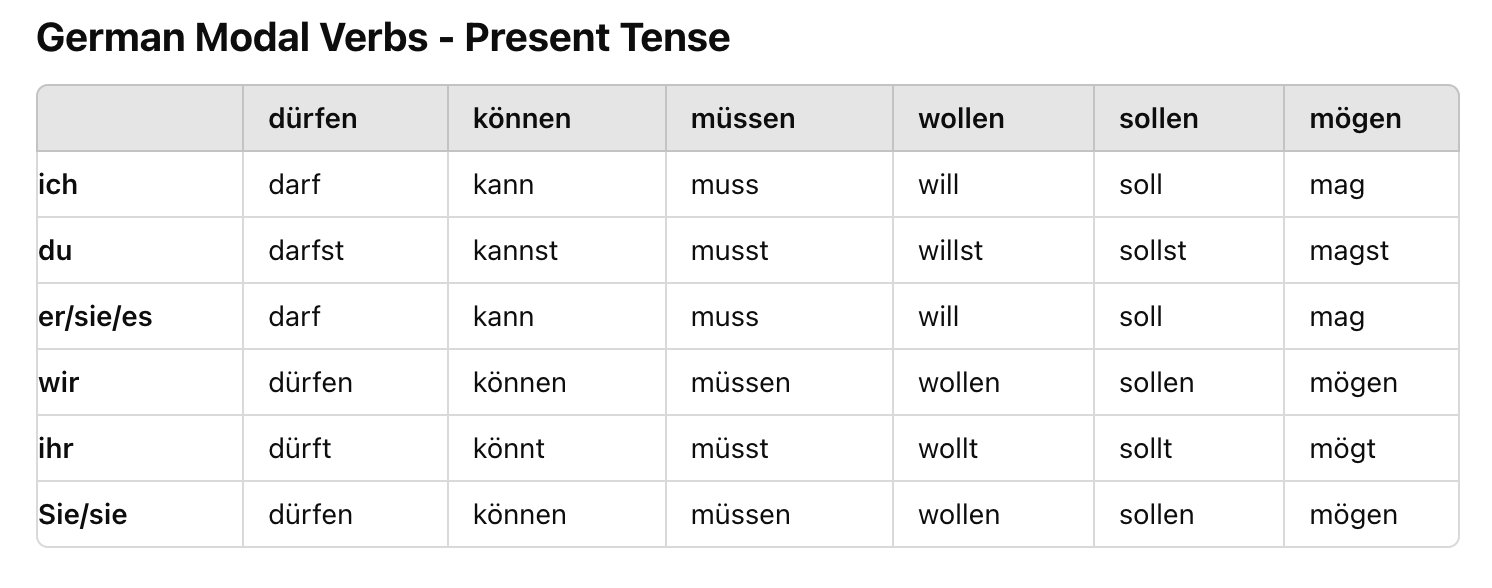 German Modal Verbs - Present Tense
dürfen können müssen wollen sollen mögen
ich darf kann muss will soll mag
du darfst kannst musst willst sollst magst
er/sie/es darf kann muss will soll mag
wir dürfen können müssen wollen sollen mögen
ihr dürft könnt müsst wollt sollt mögt
Sie/sie dürfen können müssen wollen sollen mögen